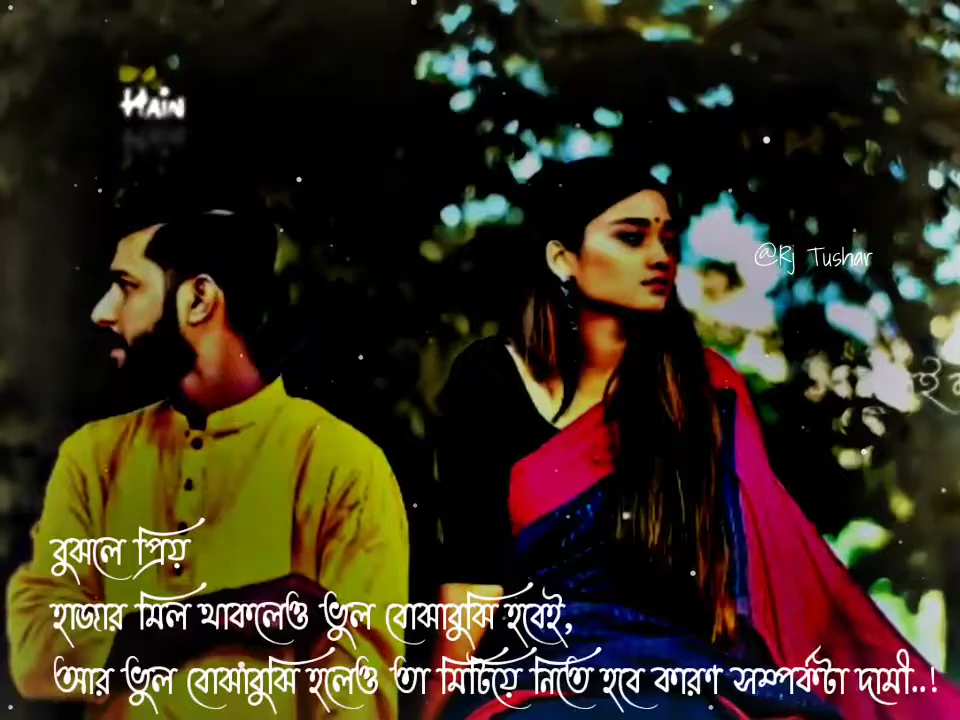 Hain
@Rj Tushar
বুঝলে প্রিয়
হাজার মিল থাকলেও ভুল বোঝাবুঝি হবেই,
আর ভুল বোঝাঁবুঝি হলেও তা মিটিয়ে নিতে হবে কারণ সম্পর্কটা দামী..!